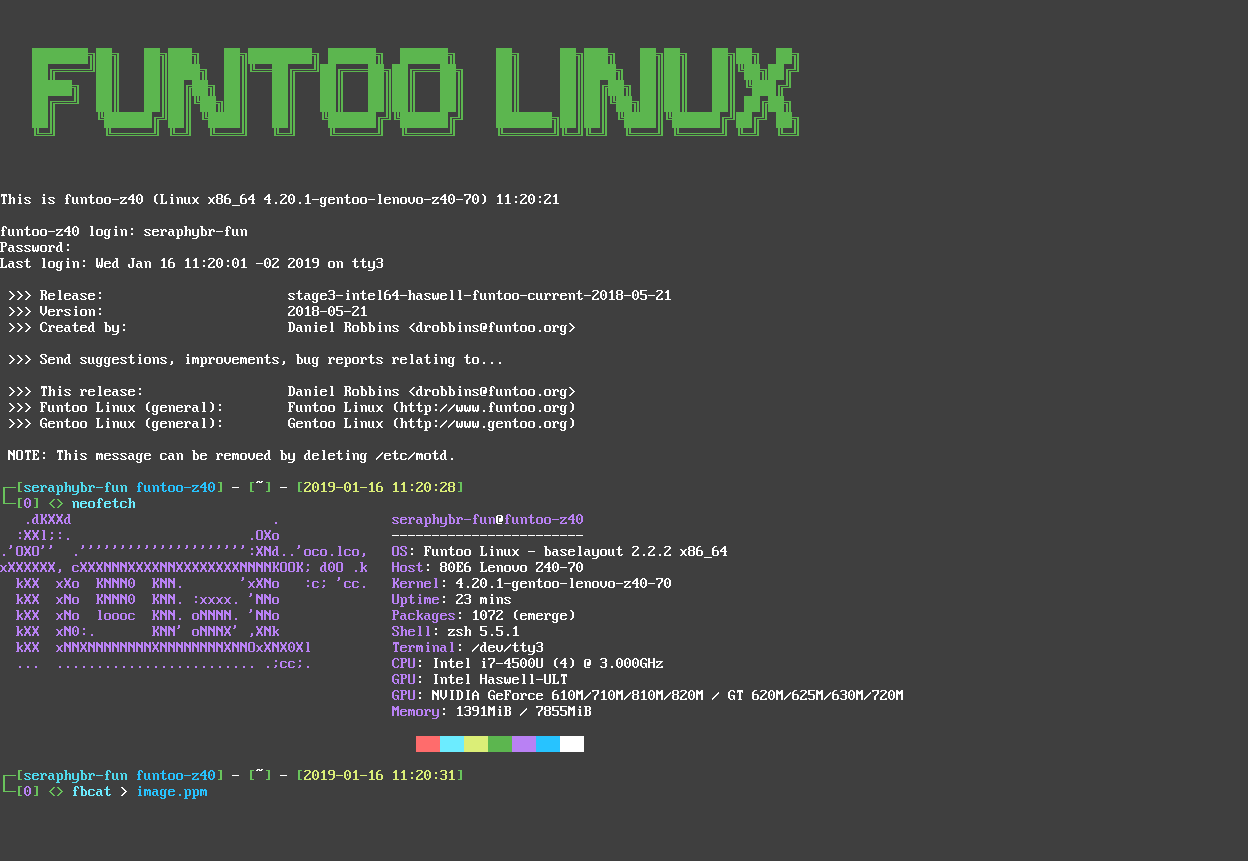 FUNTOO LINUX
This is funtoo-z40 (Linux x86_64 4.20.1-gentoo-lenovo-z40-70) 11:20:21
funtoo-z40 login: seraphybr-fun
Password:
Last login: Wed Jan 16 11:20:01 -02 2019 on tty3
>>> Release: stage3-intel64-haswell-funtoo-current-2018-05-21
>>> Version: 2018-05-21
>>> Created by: Daniel Robbins <drobbins@funtoo.org>
>>> Send suggestions, improvements, bug reports relating to...
>>> This release: Daniel Robbins <drobbins@funtoo.org>
>>> Funtoo Linux (general): Funtoo Linux (http://www.funtoo.org)
>>> Gentoo Linux (general): Gentoo Linux (http://www.gentoo.org)
NOTE: This message can be removed by deleting /etc/motd.
┌─[seraphybr-fun funtoo-z40] - [~] - [2019-01-16 11:20:28]
└─[0] <> neofetch
   .dKXXd                         .              seraphybr-fun@funtoo-z40
  :XXl;:.                      .OXo              ------------------------
.'OXO''  .''''''''''''''''''''':XNd..'oco.lco,   OS: Funtoo Linux - baselayout 2.2.2 x86_64
xXXXXXX, cXXXNNNXXXXNNXXXXXXXXNNNNKOOK; d0O .k   Host: 80E6 Lenovo Z40-70
  kXX  xXo  KNNN0  KNN.       'xXNo   :c; 'cc.   Kernel: 4.20.1-gentoo-lenovo-z40-70
  kXX  xNo  KNNN0  KNN. :xxxx. 'NNo              Uptime: 23 mins
  kXX  xNo  loooc  KNN. oNNNN. 'NNo              Packages: 1072 (emerge)
  kXX  xN0:.       KNN' oNNNX' ,XNk              Shell: zsh 5.5.1
  kXX  xNNXNNNNNNNNXNNNNNNNNXNNOxXNX0Xl          Terminal: /dev/tty3
  ...  ......................... .;cc;.          CPU: Intel i7-4500U (4) @ 3.000GHz
GPU: Intel Haswell-ULT
GPU: NVIDIA GeForce 610M/710M/810M/820M / GT 620M/625M/630M/720M
Memory: 1391MiB / 7855MiB
┌─[seraphybr-fun funtoo-z40] - [~] - [2019-01-16 11:20:31]
└─[0] <> fbcat > image.ppm